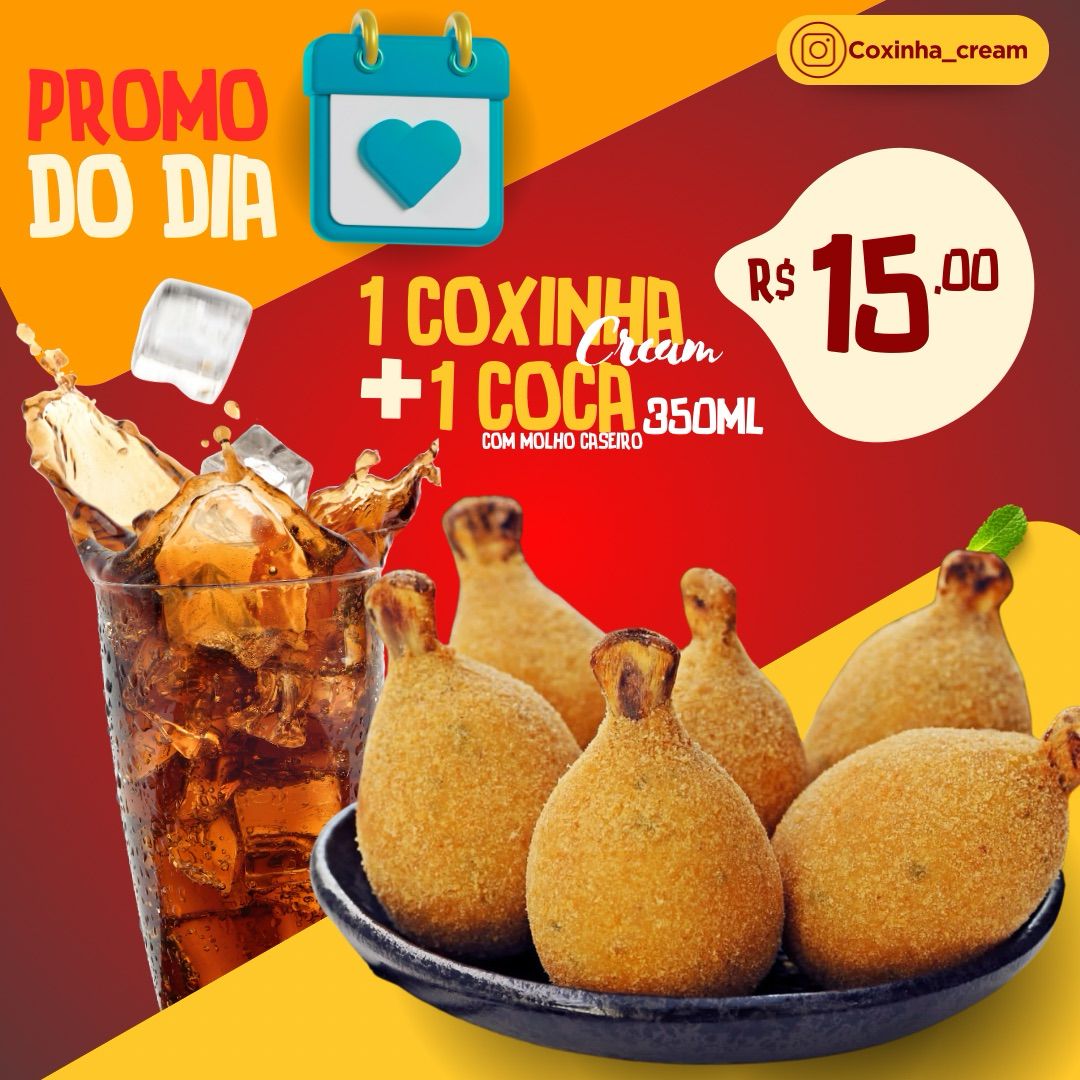 Coxinha_cream
PROMO
DO DIA
R$ 15,00
1 COXINHA
Cream
+1 COCA 350ML
COM MOLHO CASEIRO